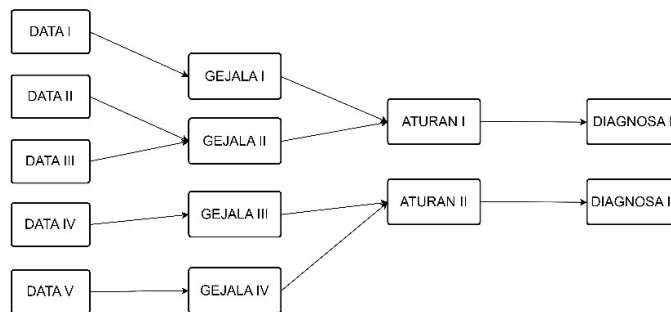 DATA I
DATA II
DATA III
DATA IV
DATA V
GEJALA I
GEJALA II
GEJALA III
GEJALA IV
ATURAN I
ATURAN II
DIAGNOSA I
DIAGNOSA I